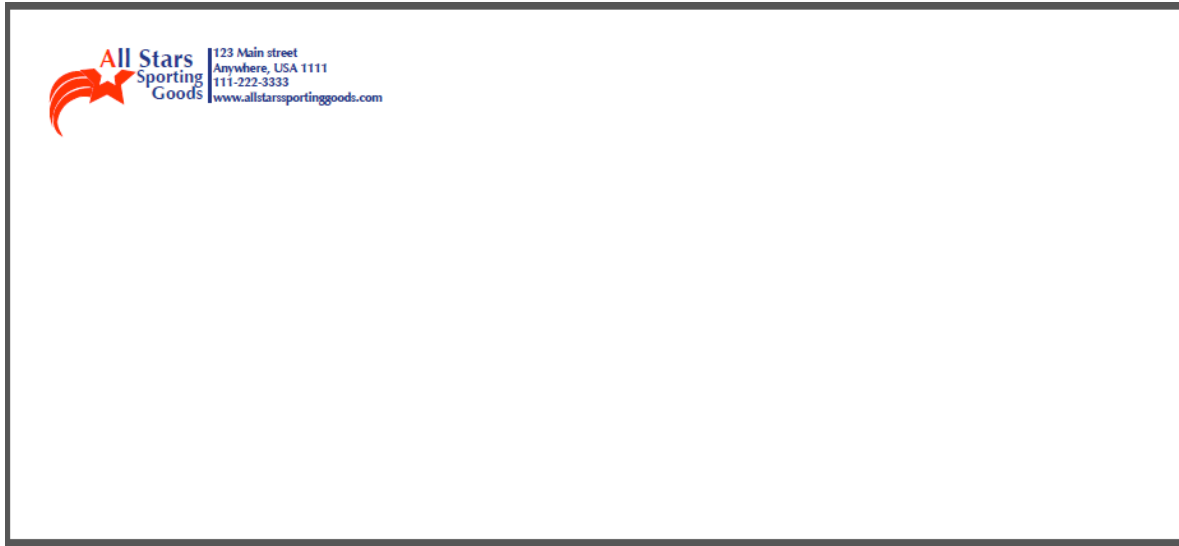 All Stars
Sporting
Goods
123 Main street
Anywhere, USA 1111
111-222-3333
www.allstarssportinggoods.com